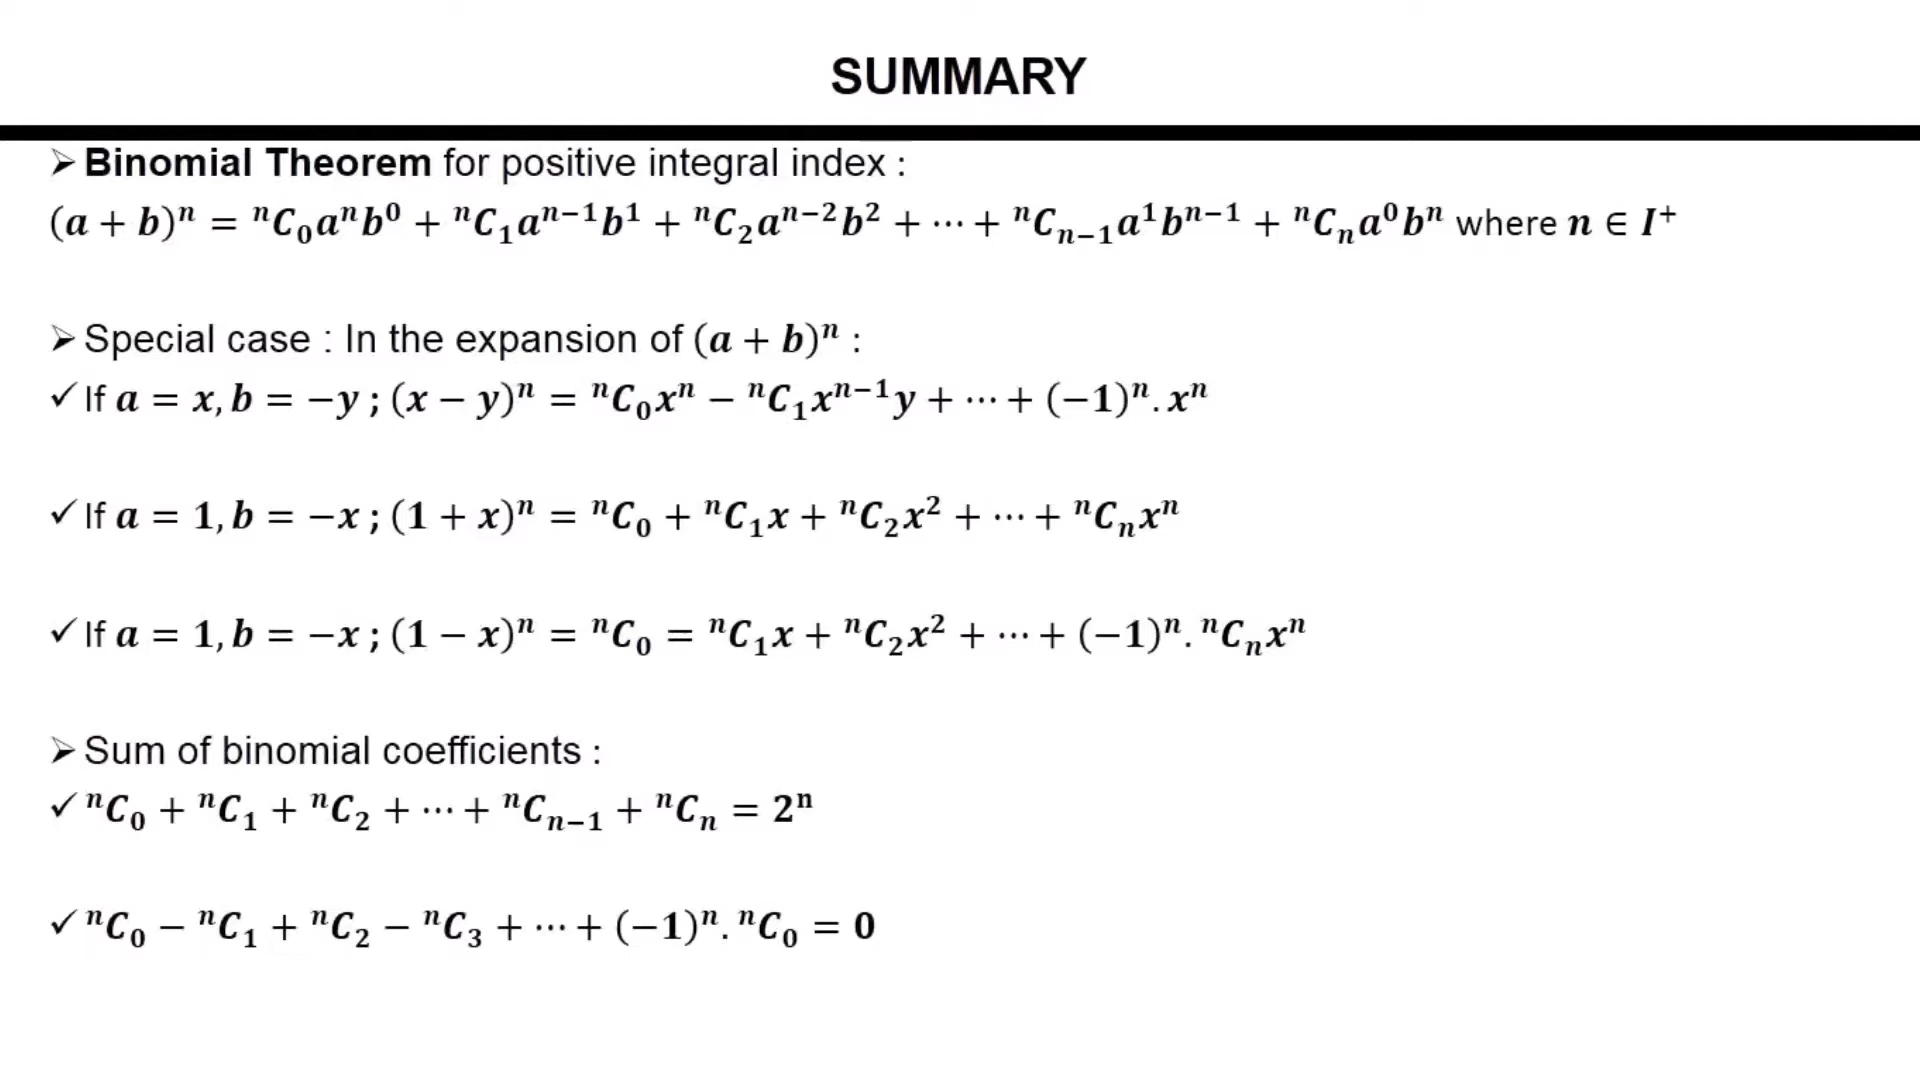 SUMMARY
➢ Binomial Theorem for positive integral index :
(a + b)ⁿ = ⁿC₀aⁿb⁰ + ⁿC₁aⁿ⁻¹b¹ + ⁿC₂aⁿ⁻²b² + ⋯ + ⁿCₙ₋₁a¹bⁿ⁻¹ + ⁿCₙa⁰bⁿ where n ∈ I⁺
➢ Special case : In the expansion of (a + b)ⁿ :
✓ If a = x, b = −y ; (x − y)ⁿ = ⁿC₀xⁿ − ⁿC₁xⁿ⁻¹y + ⋯ + (−1)ⁿ. xⁿ
✓ If a = 1, b = −x ; (1 + x)ⁿ = ⁿC₀ + ⁿC₁x + ⁿC₂x² + ⋯ + ⁿCₙxⁿ
✓ If a = 1, b = −x ; (1 − x)ⁿ = ⁿC₀ = ⁿC₁x + ⁿC₂x² + ⋯ + (−1)ⁿ. ⁿCₙxⁿ
➢ Sum of binomial coefficients :
✓ ⁿC₀ + ⁿC₁ + ⁿC₂ + ⋯ + ⁿCₙ₋₁ + ⁿCₙ = 2ⁿ
✓ ⁿC₀ − ⁿC₁ + ⁿC₂ − ⁿC₃ + ⋯ + (−1)ⁿ. ⁿC₀ = 0